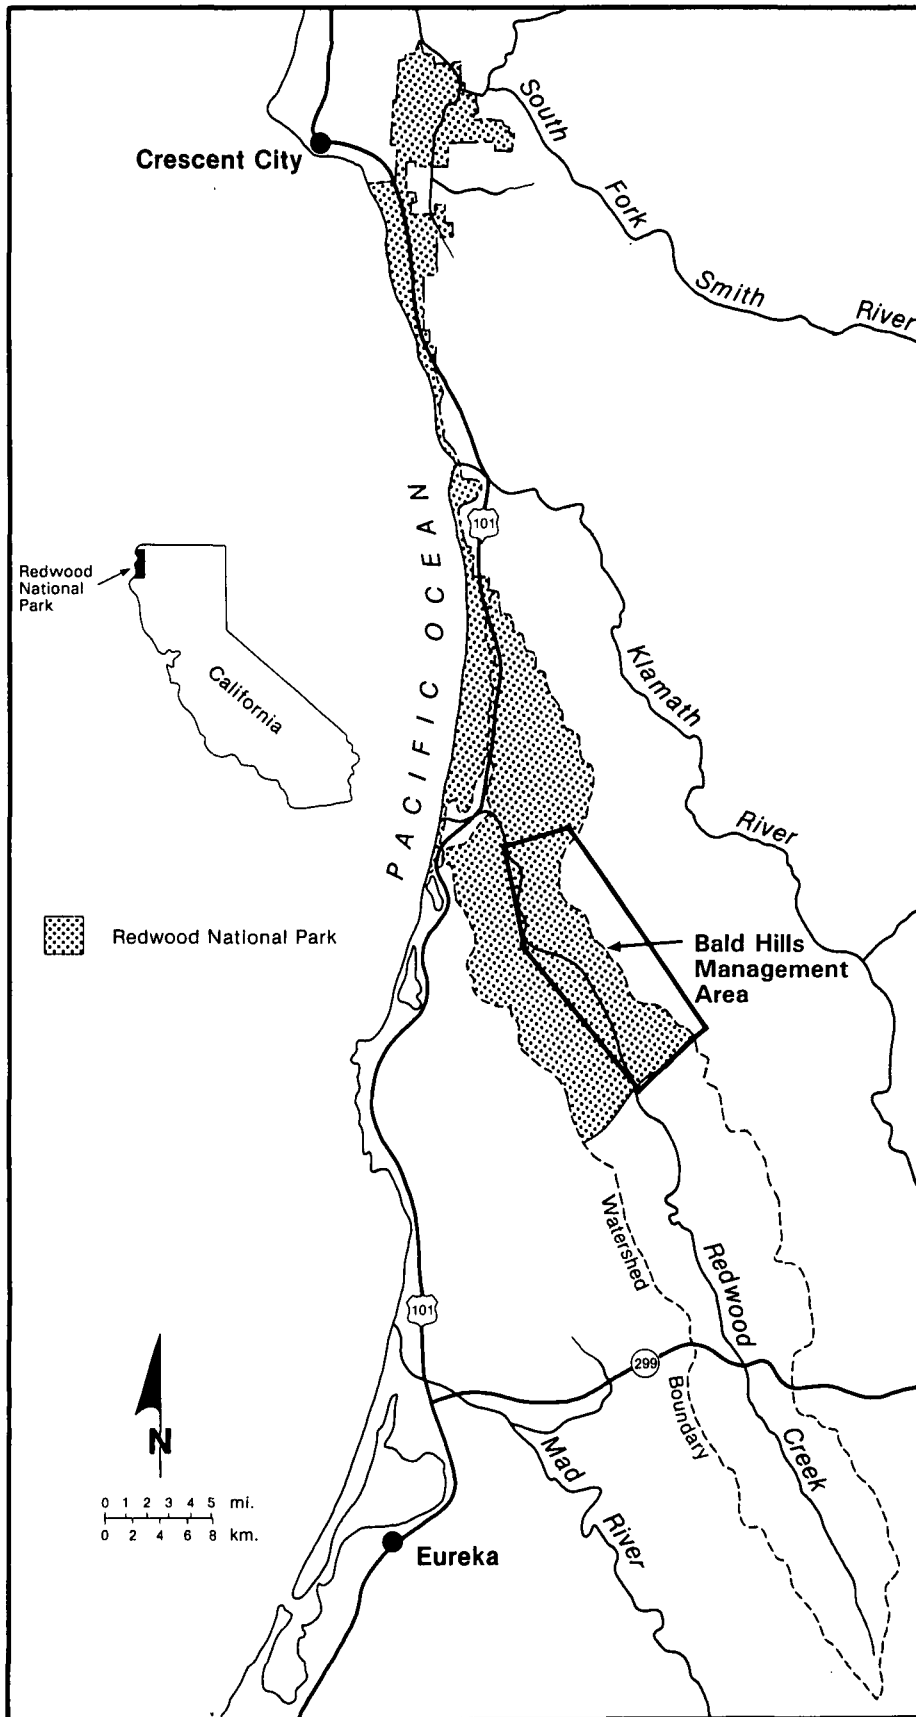 Crescent City
South
Fork
Smith
River
PACIFIC OCEAN
101
Redwood
National
Park
California
Klamath
River
Redwood National Park
Bald Hills
Management
Area
Watershed
Boundary
Redwood
Creek
101
299
N
0 1 2 3 4 5 mi.
0 2 4 6 8 km.
Mad
River
Eureka